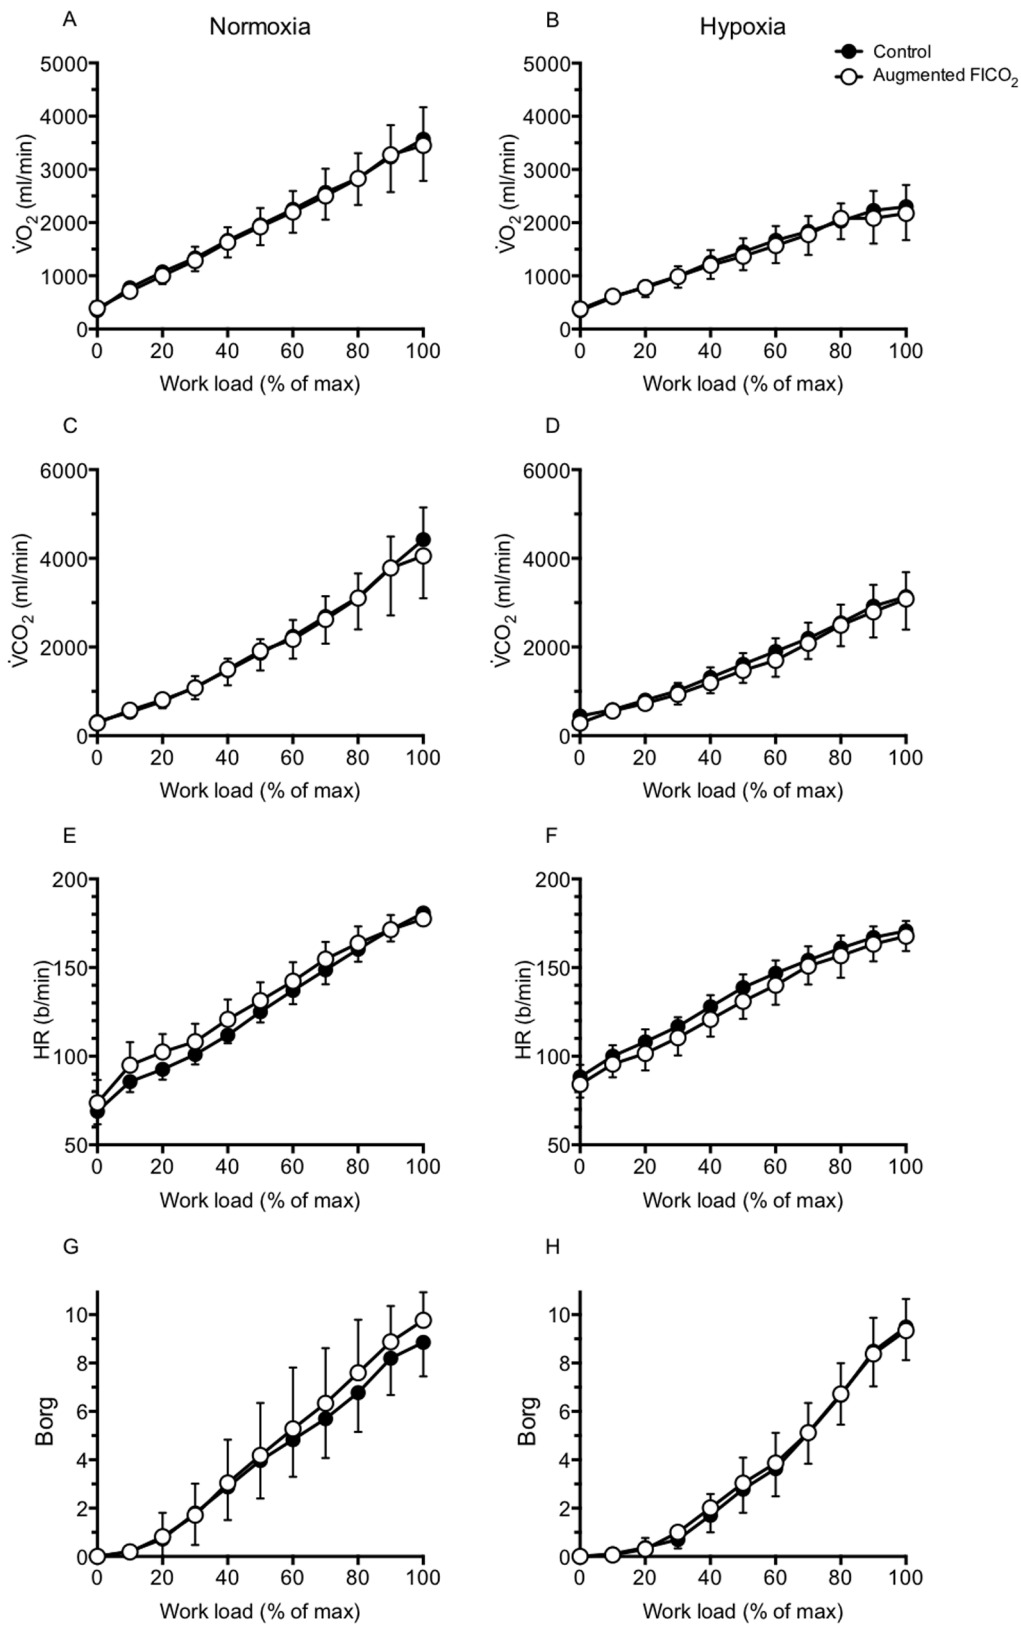 A
Normoxia
B
Hypoxia
Control
Augmented FICO₂
V̇O₂ (ml/min)
5000
4000
3000
2000
1000
0
0 20 40 60 80 100
Work load (% of max)
V̇O₂ (ml/min)
5000
4000
3000
2000
1000
0
0 20 40 60 80 100
Work load (% of max)
C
V̇CO₂ (ml/min)
6000
4000
2000
0
0 20 40 60 80 100
Work load (% of max)
D
V̇CO₂ (ml/min)
6000
4000
2000
0
0 20 40 60 80 100
Work load (% of max)
E
HR (b/min)
200
150
100
50
0 20 40 60 80 100
Work load (% of max)
F
HR (b/min)
200
150
100
50
0 20 40 60 80 100
Work load (% of max)
G
Borg
10
8
6
4
2
0
0 20 40 60 80 100
Work load (% of max)
H
Borg
10
8
6
4
2
0
0 20 40 60 80 100
Work load (% of max)